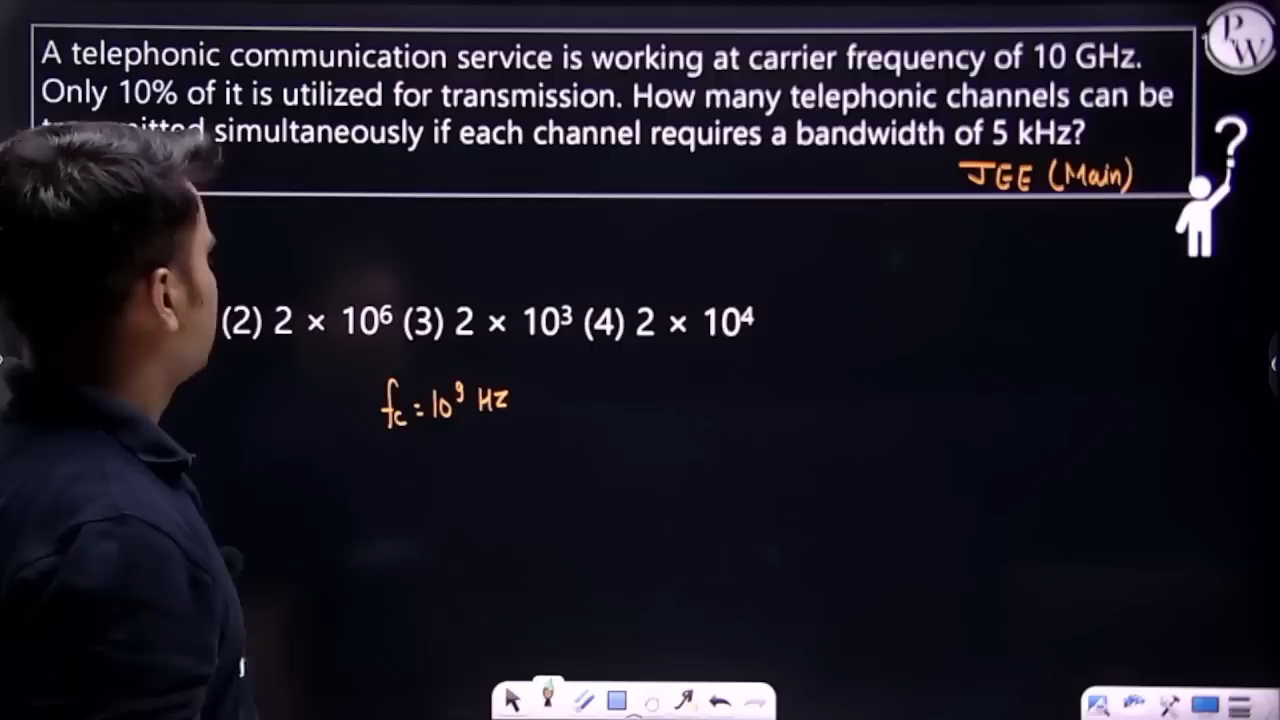 A telephonic communication service is working at carrier frequency of 10 GHz.
Only 10% of it is utilized for transmission. How many telephonic channels can be
simultaneously if each channel requires a bandwidth of 5 kHz?
JEE (Main)
(2) 2 × 10⁶ (3) 2 × 10³ (4) 2 × 10⁴
fc = 10⁹ Hz
PW
?